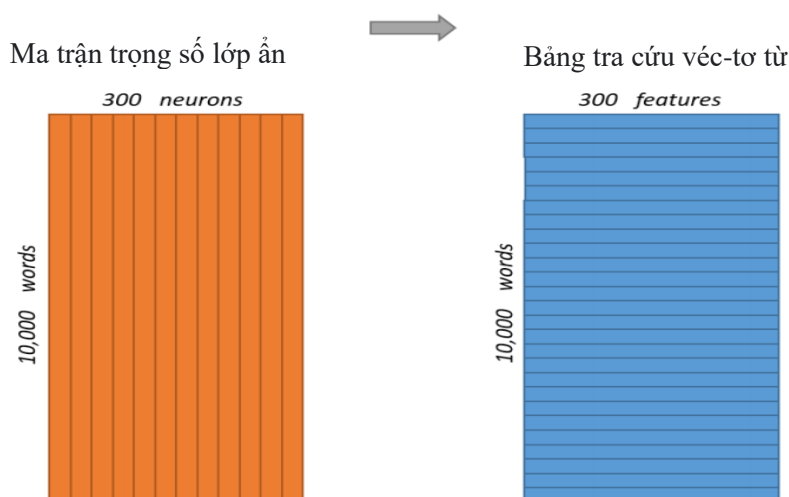 Ma trận trọng số lớp ẩn
Bảng tra cứu véc-tơ từ
300 neurons
300 features
10,000 words
10,000 words